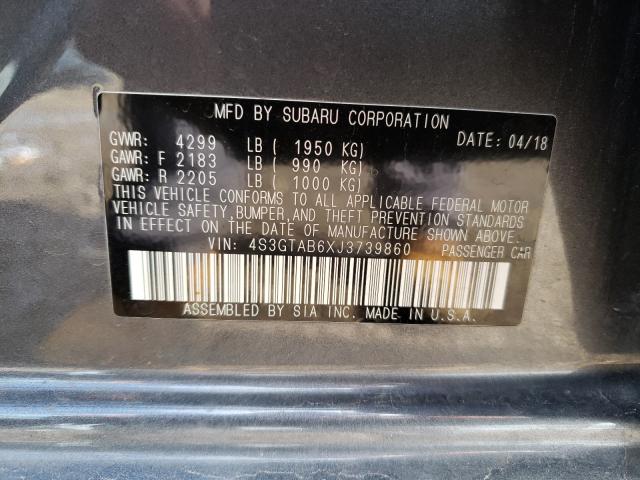 MFD BY SUBARU CORPORATION
GVWR: 4299 LB ( 1950 KG) DATE: 04/18
GAWR: F 2183 LB ( 990 KG)
GAWR: R 2205 LB ( 1000 KG)
THIS VEHICLE CONFORMS TO ALL APPLICABLE FEDERAL MOTOR
VEHICLE SAFETY, BUMPER, AND THEFT PREVENTION STANDARDS
IN EFFECT ON THE DATE OF MANUFACTURE SHOWN ABOVE.
VIN: 4S3GTAB6XJ3739860 PASSENGER CAR
ASSEMBLED BY SIA INC. MADE IN U.S.A.